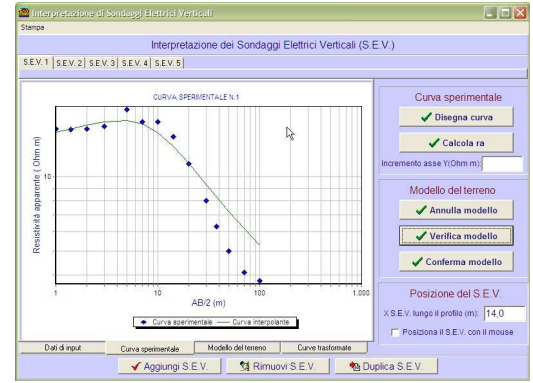 Interpretazione di Sondaggi Elettrici Verticali
Stampa
Interpretazione dei Sondaggi Elettrici Verticali (S.E.V.)
S.E.V. 1 S.E.V. 2 S.E.V. 3 S.E.V. 4 S.E.V. 5
CURVA SPERIMENTALE N.1
Resistività apparente ( Ohm m)
10
1 10 100 1.000
AB/2 (m)
Curva sperimentale Curva interpolante
Curva sperimentale
Disegna curva
Calcola ra
Incremento asse Y(Ohm m):
Modello del terreno
Annulla modello
Verifica modello
Conferma modello
Posizione del S.E.V.
X S.E.V. lungo il profilo (m): 14,0
Posiziona il S.E.V. con il mouse
Dati di input Curva sperimentale Modello del terreno Curve trasformate
Aggiungi S.E.V. Rimuovi S.E.V. Duplica S.E.V.